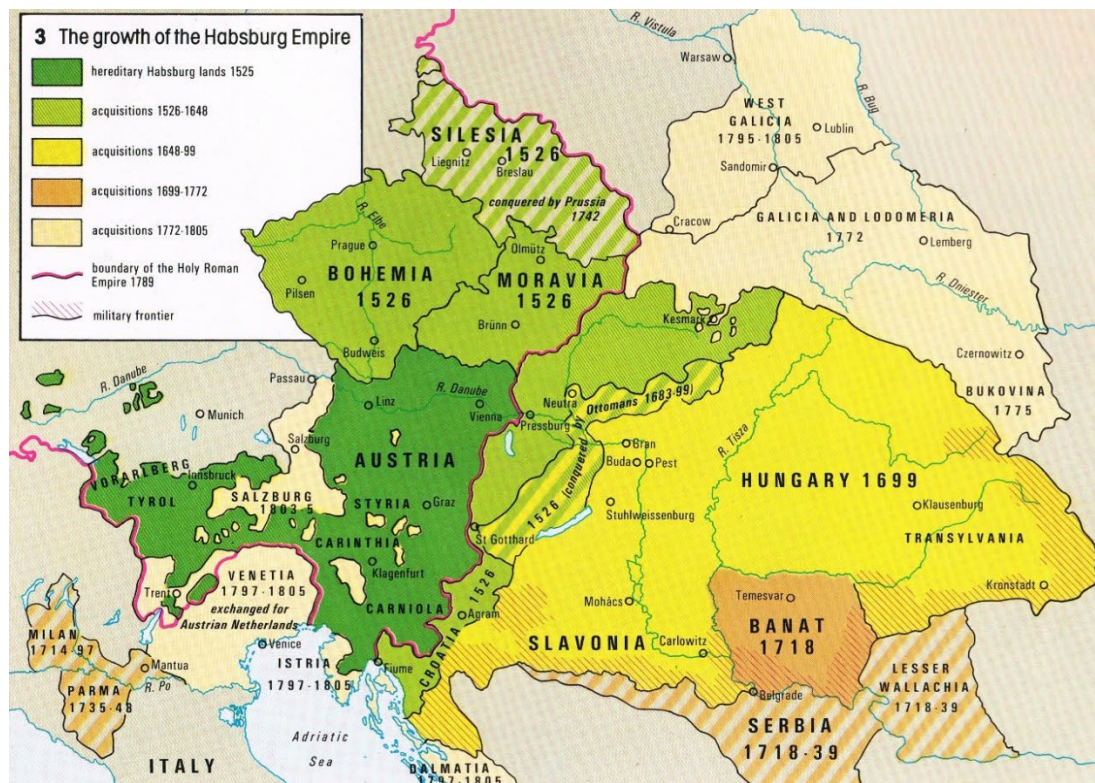 3 The growth of the Habsburg Empire
hereditary Habsburg lands 1525
acquisitions 1526-1648
acquisitions 1648-99
acquisitions 1699-1772
acquisitions 1772-1805
boundary of the Holy Roman
Empire 1789
military frontier
R. Vistula
Warsaw
R. Bug
WEST
GALICIA
1795-1805
Lublin
Sandomir
SILESIA
1526
Liegnitz
Breslau
conquered by Prussia
1742
Cracow
GALICIA AND LODOMERIA
1772
Lemberg
R. Dniester
R. Elbe
Prague
Olmütz
BOHEMIA
1526
MORAVIA
1526
Pilsen
Brünn
Kesmark
Budweis
Czernowitz
BUKOVINA
1775
R. Danube
Passau
Munich
Linz
R. Danube
Vienna
Neutra
Pressburg
1526 (conquered by Ottomans 1683-99)
R. Tisza
Salzburg
AUSTRIA
Gran
Buda
Pest
HUNGARY 1699
VORARLBERG
Innsbruck
TYROL
SALZBURG
1803-5
STYRIA
Graz
Stuhlweissenburg
Klausenburg
St Gotthard
TRANSYLVANIA
CARINTHIA
Klagenfurt
VENETIA
1797-1805
exchanged for
Austrian Netherlands
Trent
CARNIOLA
CROATIA 1526
Agram
Mohács
Temesvar
Kronstadt
BANAT
1718
MILAN
1714-97
Mantua
Venice
ISTRIA
1797-1805
Fiume
SLAVONIA
Carlowitz
LESSER
WALLACHIA
1718-39
PARMA
1735-48
R. Po
Belgrade
SERBIA
1718-39
Adriatic
Sea
ITALY
DALMATIA
1797-1805